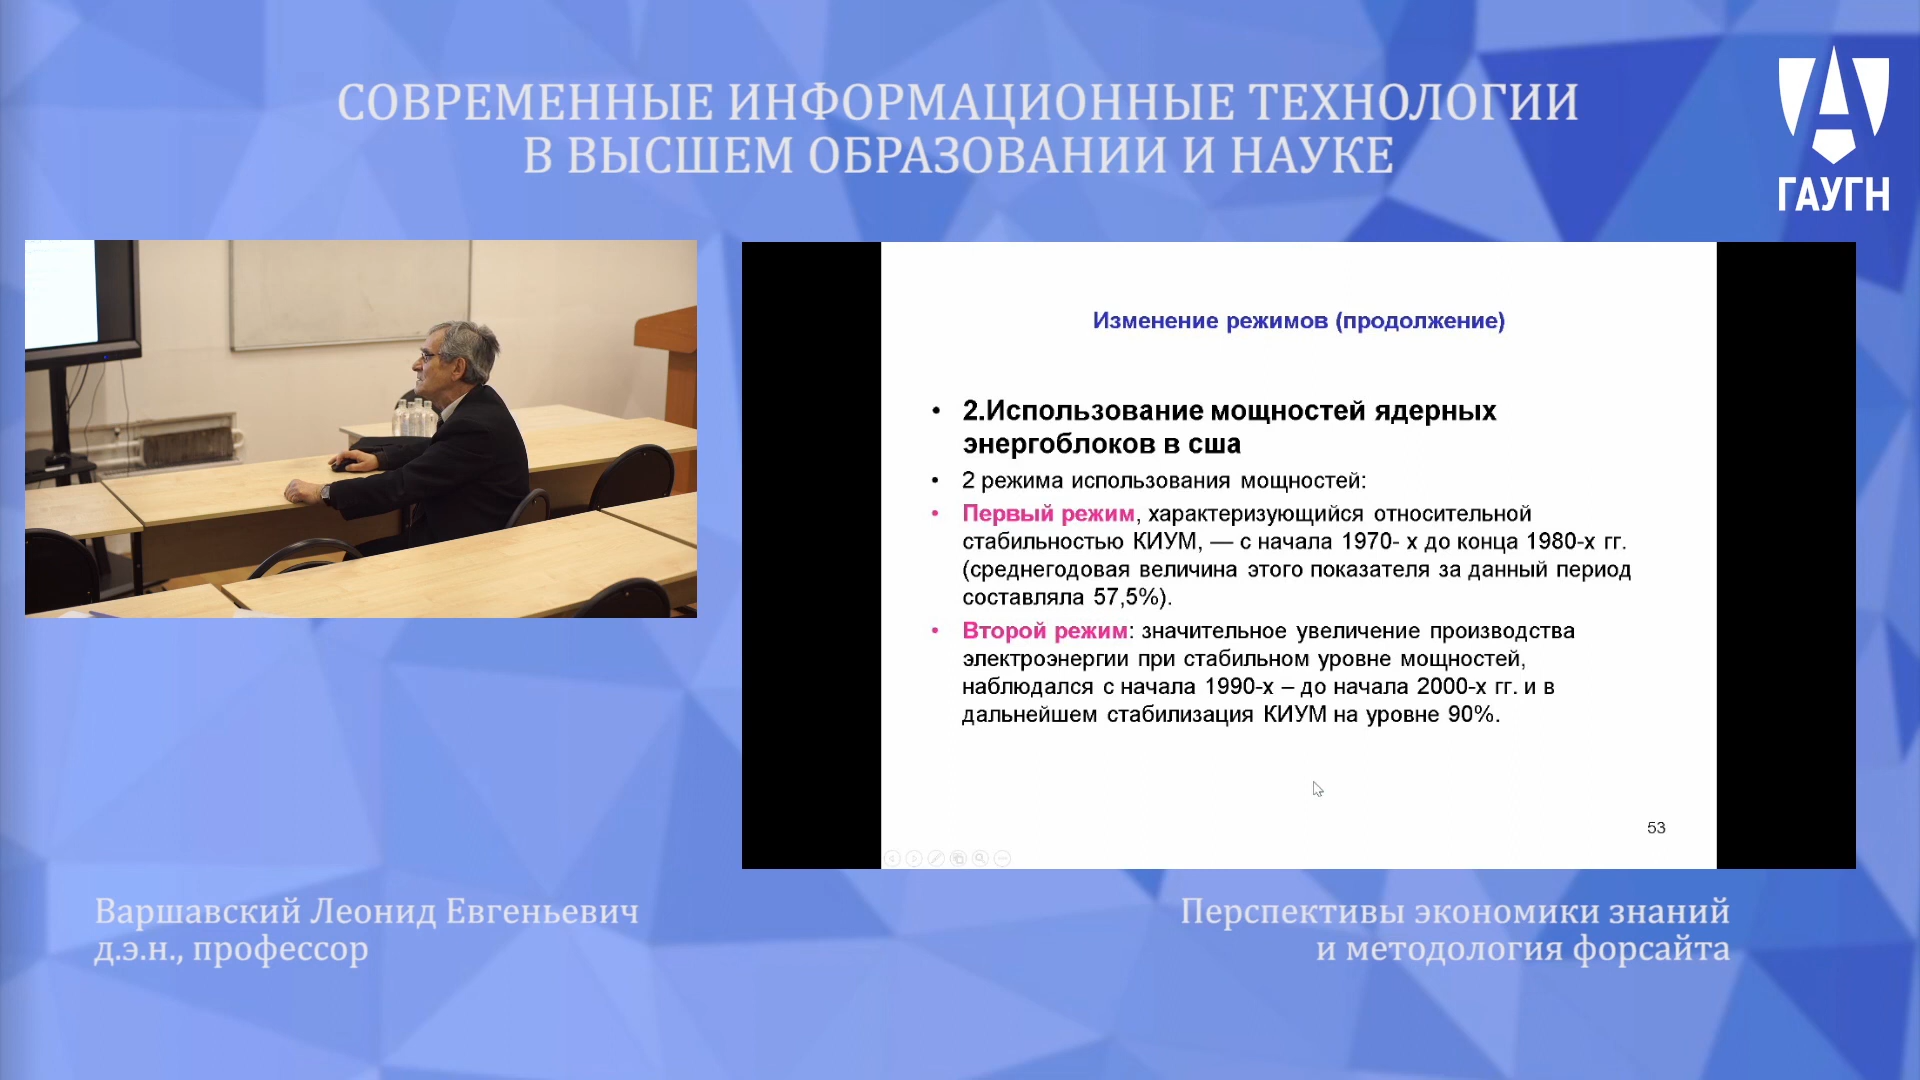 СОВРЕМЕННЫЕ ИНФОРМАЦИОННЫЕ ТЕХНОЛОГИИ
В ВЫСШЕМ ОБРАЗОВАНИИ И НАУКЕ
ГАУГН
Изменение режимов (продолжение)
• 2.Использование мощностей ядерных
энергоблоков в сша
• 2 режима использования мощностей:
• Первый режим, характеризующийся относительной
стабильностью КИУМ, — с начала 1970- х до конца 1980-х гг.
(среднегодовая величина этого показателя за данный период
составляла 57,5%).
• Второй режим: значительное увеличение производства
электроэнергии при стабильном уровне мощностей,
наблюдался с начала 1990-х – до начала 2000-х гг. и в
дальнейшем стабилизация КИУМ на уровне 90%.
53
Варшавский Леонид Евгеньевич
д.э.н., профессор
Перспективы экономики знаний
и методология форсайта